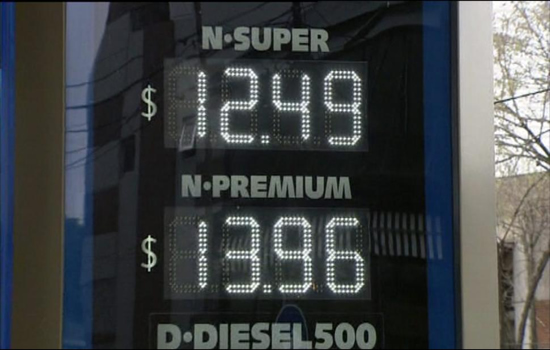 N·SUPER
$ 12.49
N·PREMIUM
$ 13.96
D·DIESEL500